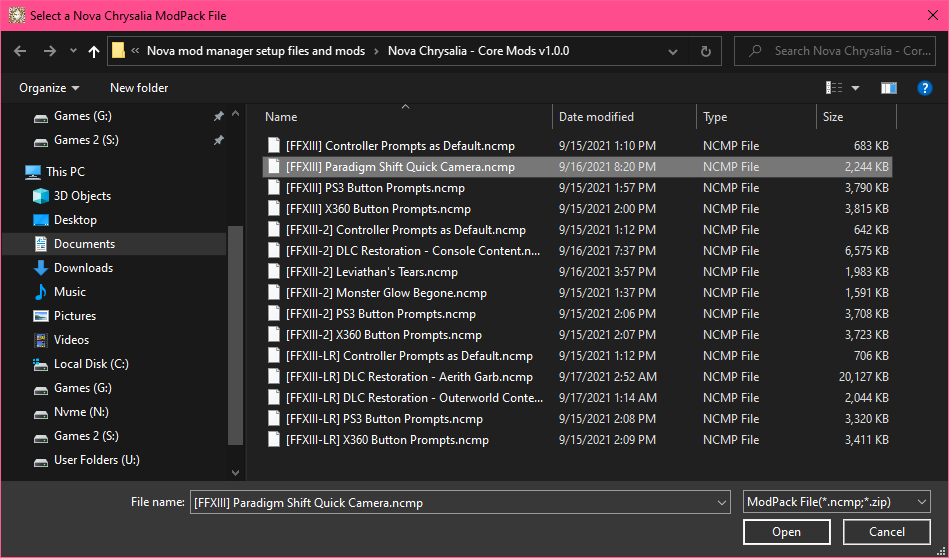 Select a Nova Chrysalia ModPack File
« Nova mod manager setup files and mods > Nova Chrysalia - Core Mods v1.0.0
Search Nova Chrysalia - Cor...
Organize New folder
Games (G:)
Games 2 (S:)
This PC
3D Objects
Desktop
Documents
Downloads
Music
Pictures
Videos
Local Disk (C:)
Games (G:)
Nvme (N:)
Games 2 (S:)
User Folders (U:)
Name Date modified Type Size
[FFXIII] Controller Prompts as Default.ncmp 9/15/2021 1:10 PM NCMP File 683 KB
[FFXIII] Paradigm Shift Quick Camera.ncmp 9/16/2021 8:20 PM NCMP File 2,244 KB
[FFXIII] PS3 Button Prompts.ncmp 9/15/2021 1:57 PM NCMP File 3,790 KB
[FFXIII] X360 Button Prompts.ncmp 9/15/2021 2:00 PM NCMP File 3,815 KB
[FFXIII-2] Controller Prompts as Default.ncmp 9/15/2021 1:12 PM NCMP File 642 KB
[FFXIII-2] DLC Restoration - Console Content.n... 9/16/2021 7:37 PM NCMP File 6,575 KB
[FFXIII-2] Leviathan's Tears.ncmp 9/16/2021 3:57 PM NCMP File 1,983 KB
[FFXIII-2] Monster Glow Begone.ncmp 9/15/2021 1:37 PM NCMP File 1,591 KB
[FFXIII-2] PS3 Button Prompts.ncmp 9/15/2021 2:06 PM NCMP File 3,708 KB
[FFXIII-2] X360 Button Prompts.ncmp 9/15/2021 2:07 PM NCMP File 3,723 KB
[FFXIII-LR] Controller Prompts as Default.ncmp 9/15/2021 1:12 PM NCMP File 706 KB
[FFXIII-LR] DLC Restoration - Aerith Garb.ncmp 9/17/2021 2:52 AM NCMP File 20,127 KB
[FFXIII-LR] DLC Restoration - Outerworld Conte... 9/17/2021 1:14 AM NCMP File 2,044 KB
[FFXIII-LR] PS3 Button Prompts.ncmp 9/15/2021 2:08 PM NCMP File 3,320 KB
[FFXIII-LR] X360 Button Prompts.ncmp 9/15/2021 2:09 PM NCMP File 3,411 KB
File name: [FFXIII] Paradigm Shift Quick Camera.ncmp ModPack File(*.ncmp;*.zip)
Open Cancel